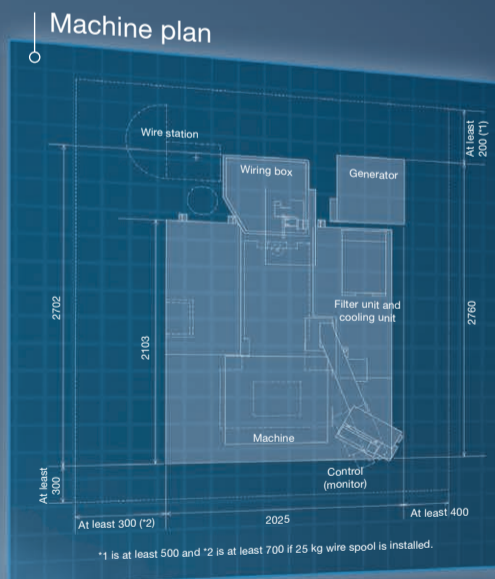 Machine plan
At least
200 (*1)
Wire station
Wiring box
Generator
2702
2103
Filter unit and
cooling unit
2760
Machine
Control
(monitor)
At least
300
At least 300 (*2)
2025
At least 400
*1 is at least 500 and *2 is at least 700 if 25 kg wire spool is installed.